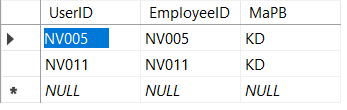 UserID EmployeeID MaPB
NV005 NV005 KD
NV011 NV011 KD
* NULL NULL NULL